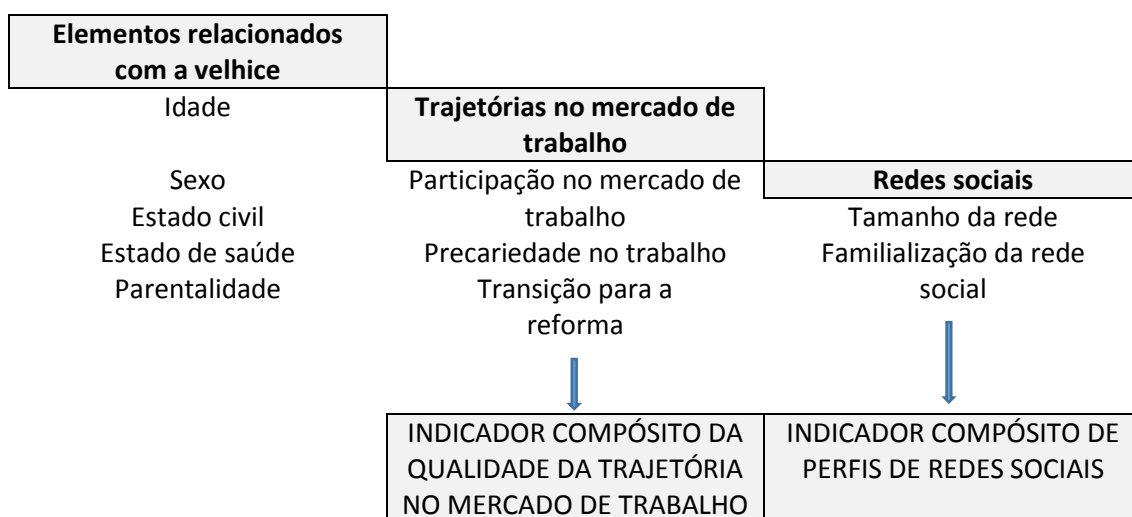 Elementos relacionados
com a velhice
Idade
Sexo
Estado civil
Estado de saúde
Parentalidade
Trajetórias no mercado de
trabalho
Participação no mercado de
trabalho
Precariedade no trabalho
Transição para a
reforma
INDICADOR COMPÓSITO DA
QUALIDADE DA TRAJETÓRIA
NO MERCADO DE TRABALHO
Redes sociais
Tamanho da rede
Familialização da rede
social
INDICADOR COMPÓSITO DE
PERFIS DE REDES SOCIAIS